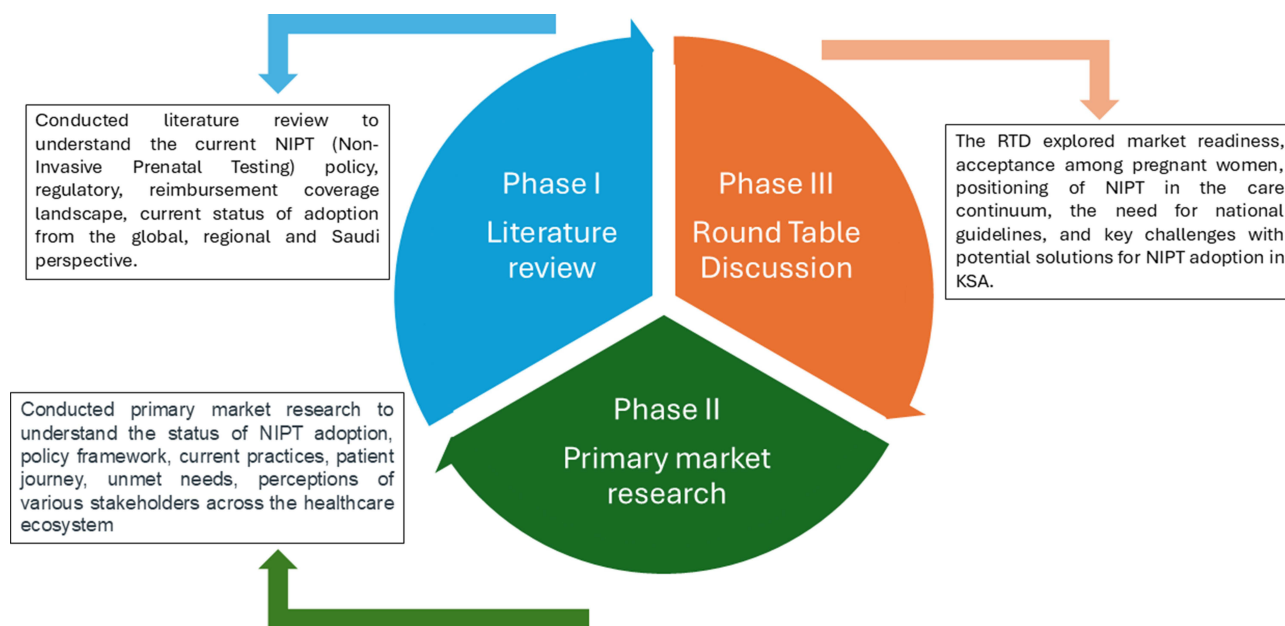 Conducted literature review to
understand the current NIPT (Non-
Invasive Prenatal Testing) policy,
regulatory, reimbursement coverage
landscape, current status of adoption
from the global, regional and Saudi
perspective.
Phase I
Literature
review
Phase III
Round Table
Discussion
The RTD explored market readiness,
acceptance among pregnant women,
positioning of NIPT in the care
continuum, the need for national
guidelines, and key challenges with
potential solutions for NIPT adoption in
KSA.
Conducted primary market research to
understand the status of NIPT adoption,
policy framework, current practices, patient
journey, unmet needs, perceptions of
various stakeholders across the healthcare
ecosystem
Phase II
Primary market
research